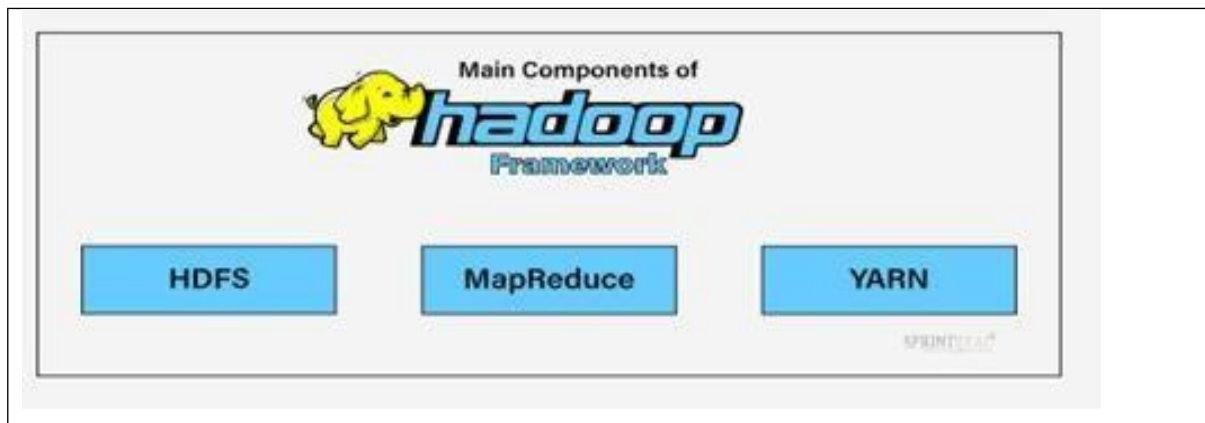 Main Components of
hadoop
Framework
HDFS
MapReduce
YARN